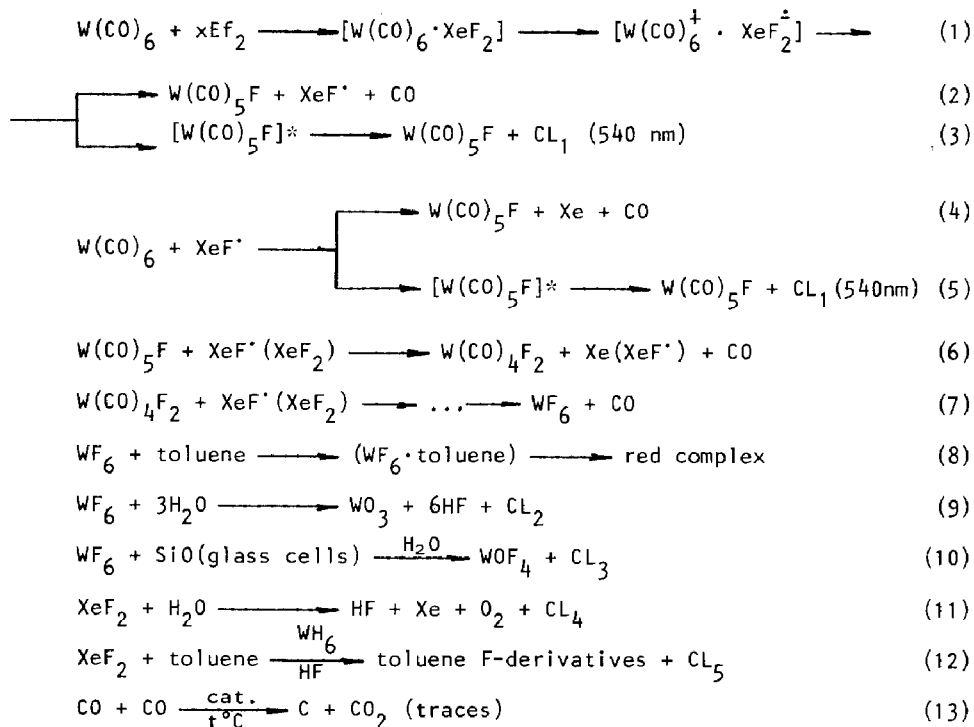 W(CO)₆ + xEf₂ ⟶ [W(CO)₆·XeF₂] ⟶ [W(CO)₆⁺̇ · XeF₂⁻̇] ⟶ (1)
⟶ W(CO)₅F + XeF˙ + CO (2)
⟶ [W(CO)₅F]* ⟶ W(CO)₅F + CL₁ (540 nm) (3)
⟶ W(CO)₅F + Xe + CO (4)
W(CO)₆ + XeF˙
⟶ [W(CO)₅F]* ⟶ W(CO)₅F + CL₁(540nm) (5)
W(CO)₅F + XeF˙(XeF₂) ⟶ W(CO)₄F₂ + Xe(XeF˙) + CO (6)
W(CO)₄F₂ + XeF˙(XeF₂) ⟶ ... ⟶ WF₆ + CO (7)
WF₆ + toluene ⟶ (WF₆·toluene) ⟶ red complex (8)
WF₆ + 3H₂O ⟶ WO₃ + 6HF + CL₂ (9)
WF₆ + SiO(glass cells) H₂O ⟶ WOF₄ + CL₃ (10)
XeF₂ + H₂O ⟶ HF + Xe + O₂ + CL₄ (11)
XeF₂ + toluene WH₆ ⟶ HF toluene F-derivatives + CL₅ (12)
CO + CO cat. ⟶ t°C C + CO₂ (traces) (13)